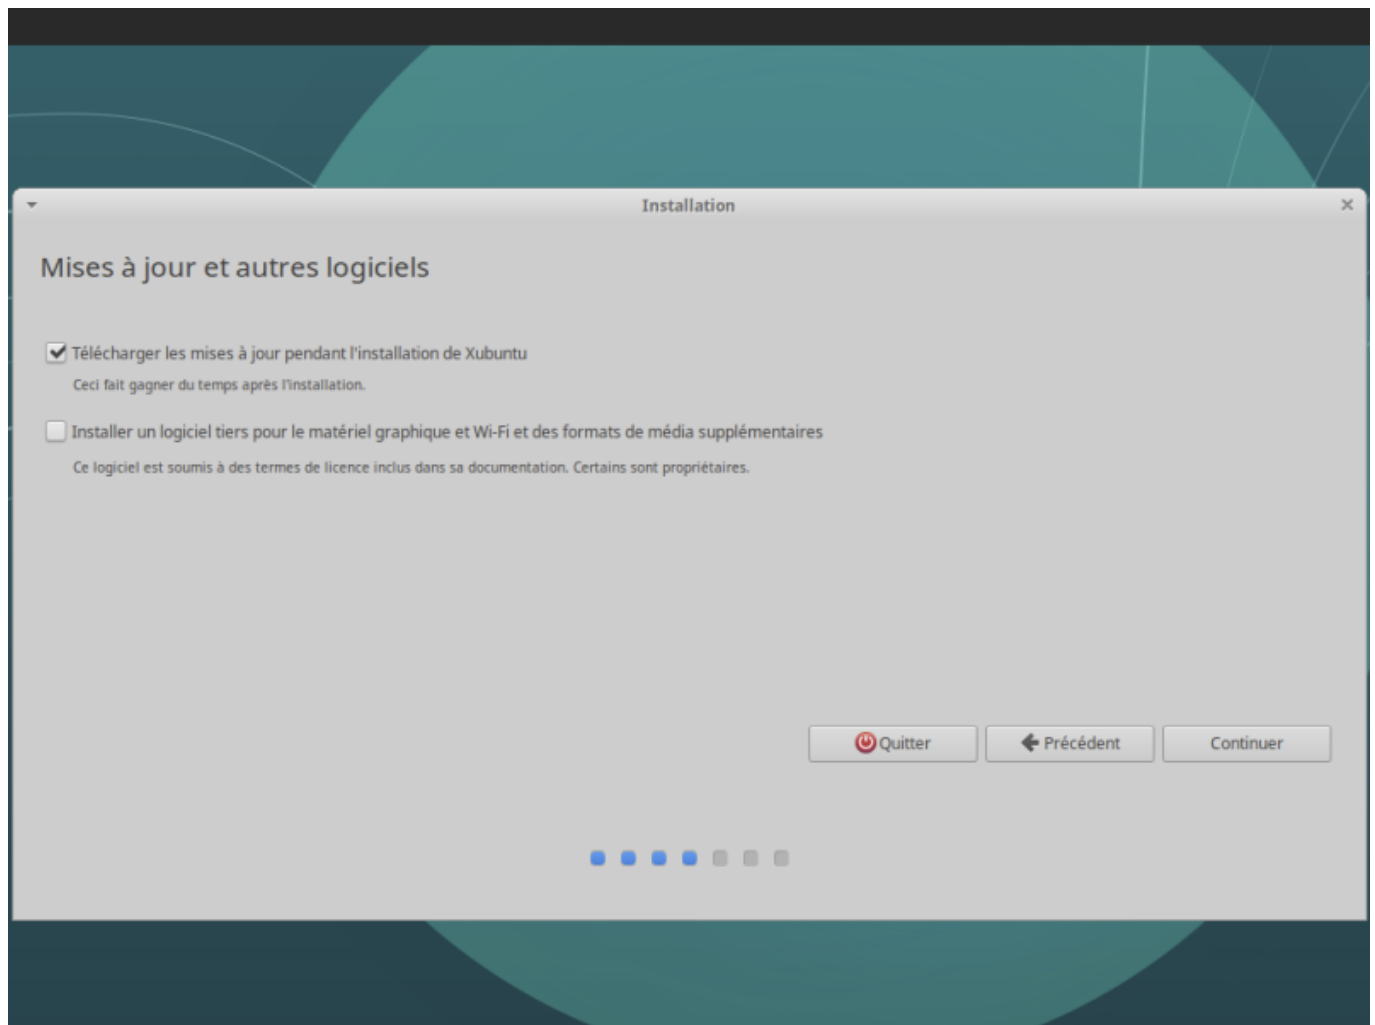 Installation
Mises à jour et autres logiciels
Télécharger les mises à jour pendant l'installation de Xubuntu
Ceci fait gagner du temps après l'installation.
Installer un logiciel tiers pour le matériel graphique et Wi-Fi et des formats de média supplémentaires
Ce logiciel est soumis à des termes de licence inclus dans sa documentation. Certains sont propriétaires.
Quitter Précédent Continuer